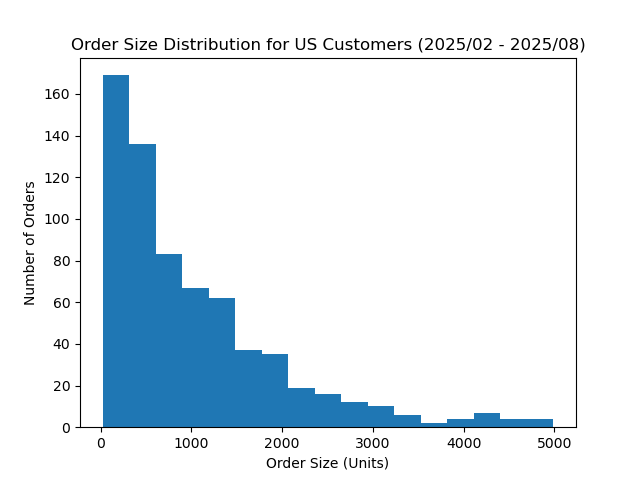 Order Size Distribution for US Customers (2025/02 - 2025/08)
Number of Orders
160
140
120
100
80
60
40
20
0
0 1000 2000 3000 4000 5000
Order Size (Units)